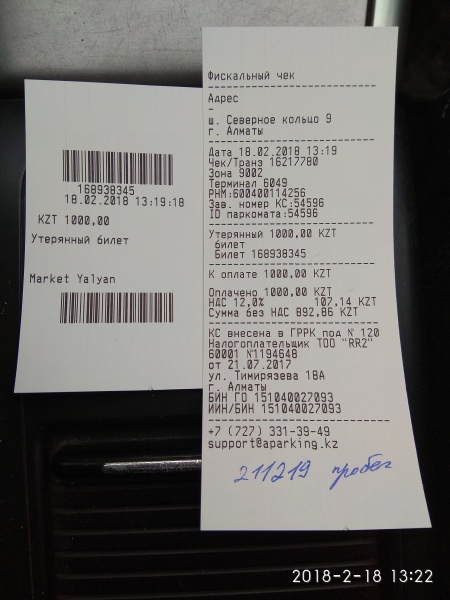 168938345
18.02.2018 13:19:18
KZT 1000,00
Утерянный билет
Market Yalyan
Фискальный чек
Адрес
-
ш. Северное кольцо 9
г. Алматы
Дата 18.02.2018 13:19
Чек/Транз 16217780
Зона 9002
Терминал 6049
РНМ:600400114256
Зав. номер КС:54596
ID паркомата:54596
Утерянный 1000,00 KZT
билет
Билет 168938345
К оплате 1000,00 KZT
Оплачено 1000,00 KZT
НДС 12,0% 107,14 KZT
Сумма без НДС 892,86 KZT
КС внесена в ГРРК под № 120
Налогоплательщик ТОО "RR2"
60001 №1194648
от 21.07.2017
ул. Тимирязева 18А
г. Алматы
БИН ГО 151040027093
ИИН/БИН 151040027093
+7 (727) 331-39-49
support@aparking.kz
211219 пробег
2018-2-18 13:22